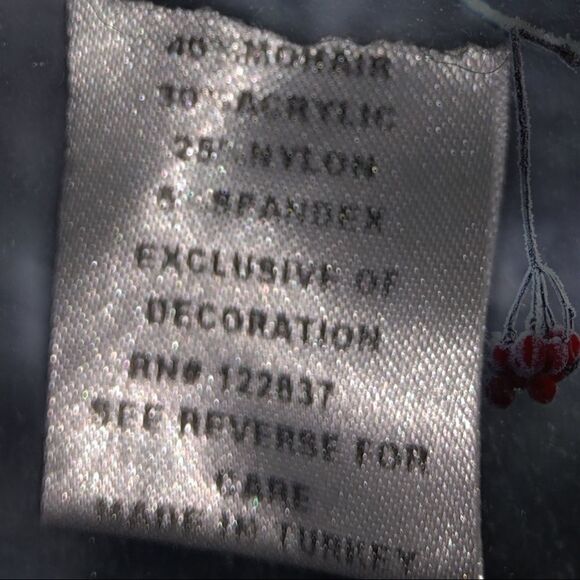 40% MOHAIR
30% ACRYLIC
25% NYLON
5% SPANDEX
EXCLUSIVE OF
DECORATION
RN# 122837
SEE REVERSE FOR
CARE
MADE IN TURKEY